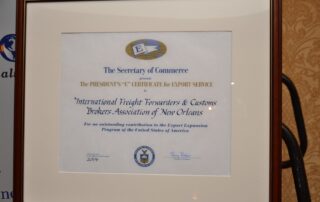 E
The Secretary of Commerce
presents
The PRESIDENT'S "E" CERTIFICATE for EXPORT SERVICE
to
International Freight Forwarders & Customs
Brokers Association of New Orleans
For an outstanding contribution to the Export Expansion
Program of the United States of America